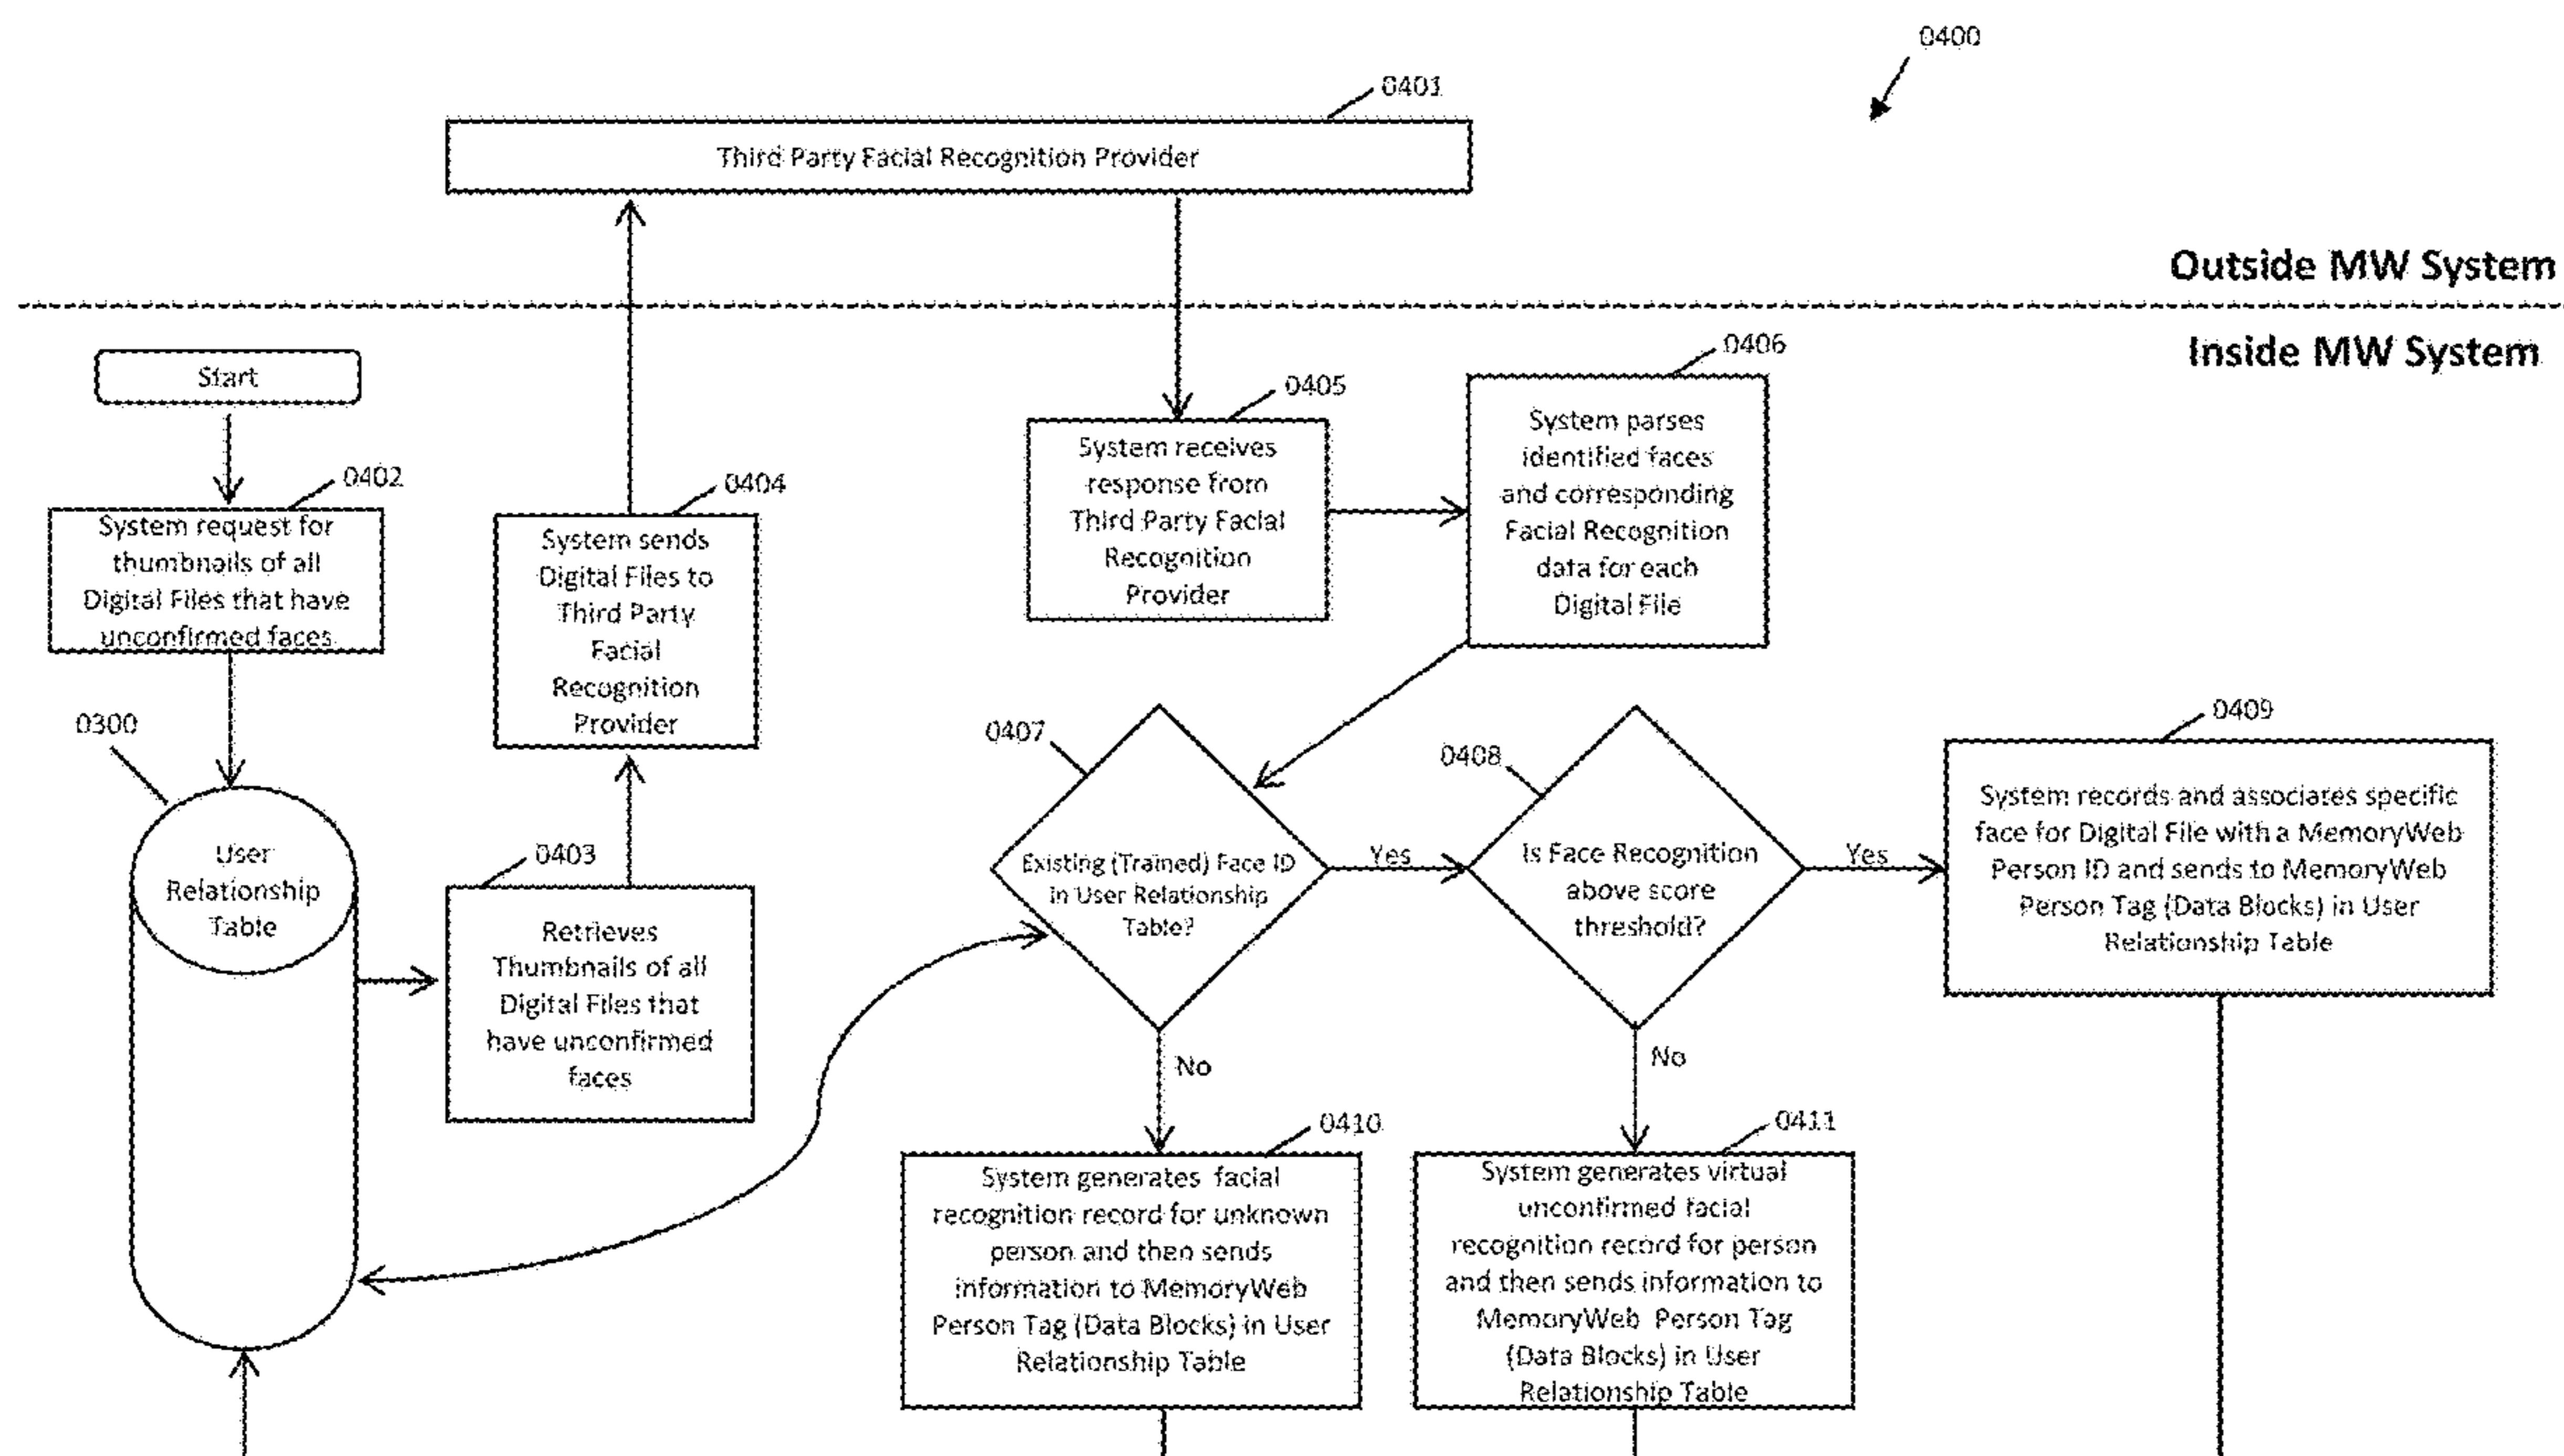 0400
0401
Third Party Facial Recognition Provider
Outside MW System
Inside MW System
Start
0402
System request for
thumbnails of all
Digital Files that have
unconfirmed faces
0404
System sends
Digital Files to
Third Party
Facial
Recognition
Provider
0405
System receives
response from
Third Party Facial
Recognition
Provider
0406
System parses
identified faces
and corresponding
Facial Recognition
data for each
Digital File
0300
User
Relationship
Table
0403
Retrieves
Thumbnails of all
Digital Files that
have unconfirmed
faces
0407
Existing (Trained) Face ID
in User Relationship
Table?
Yes
No
0408
Is Face Recognition
above score
threshold?
Yes
No
0409
System records and associates specific
face for Digital File with a MemoryWeb
Person ID and sends to MemoryWeb
Person Tag (Data Blocks) in User
Relationship Table
0410
System generates facial
recognition record for unknown
person and then sends
information to MemoryWeb
Person Tag (Data Blocks) in User
Relationship Table
0411
System generates virtual
unconfirmed facial
recognition record for person
and then sends information to
MemoryWeb Person Tag
(Data Blocks) in User
Relationship Table